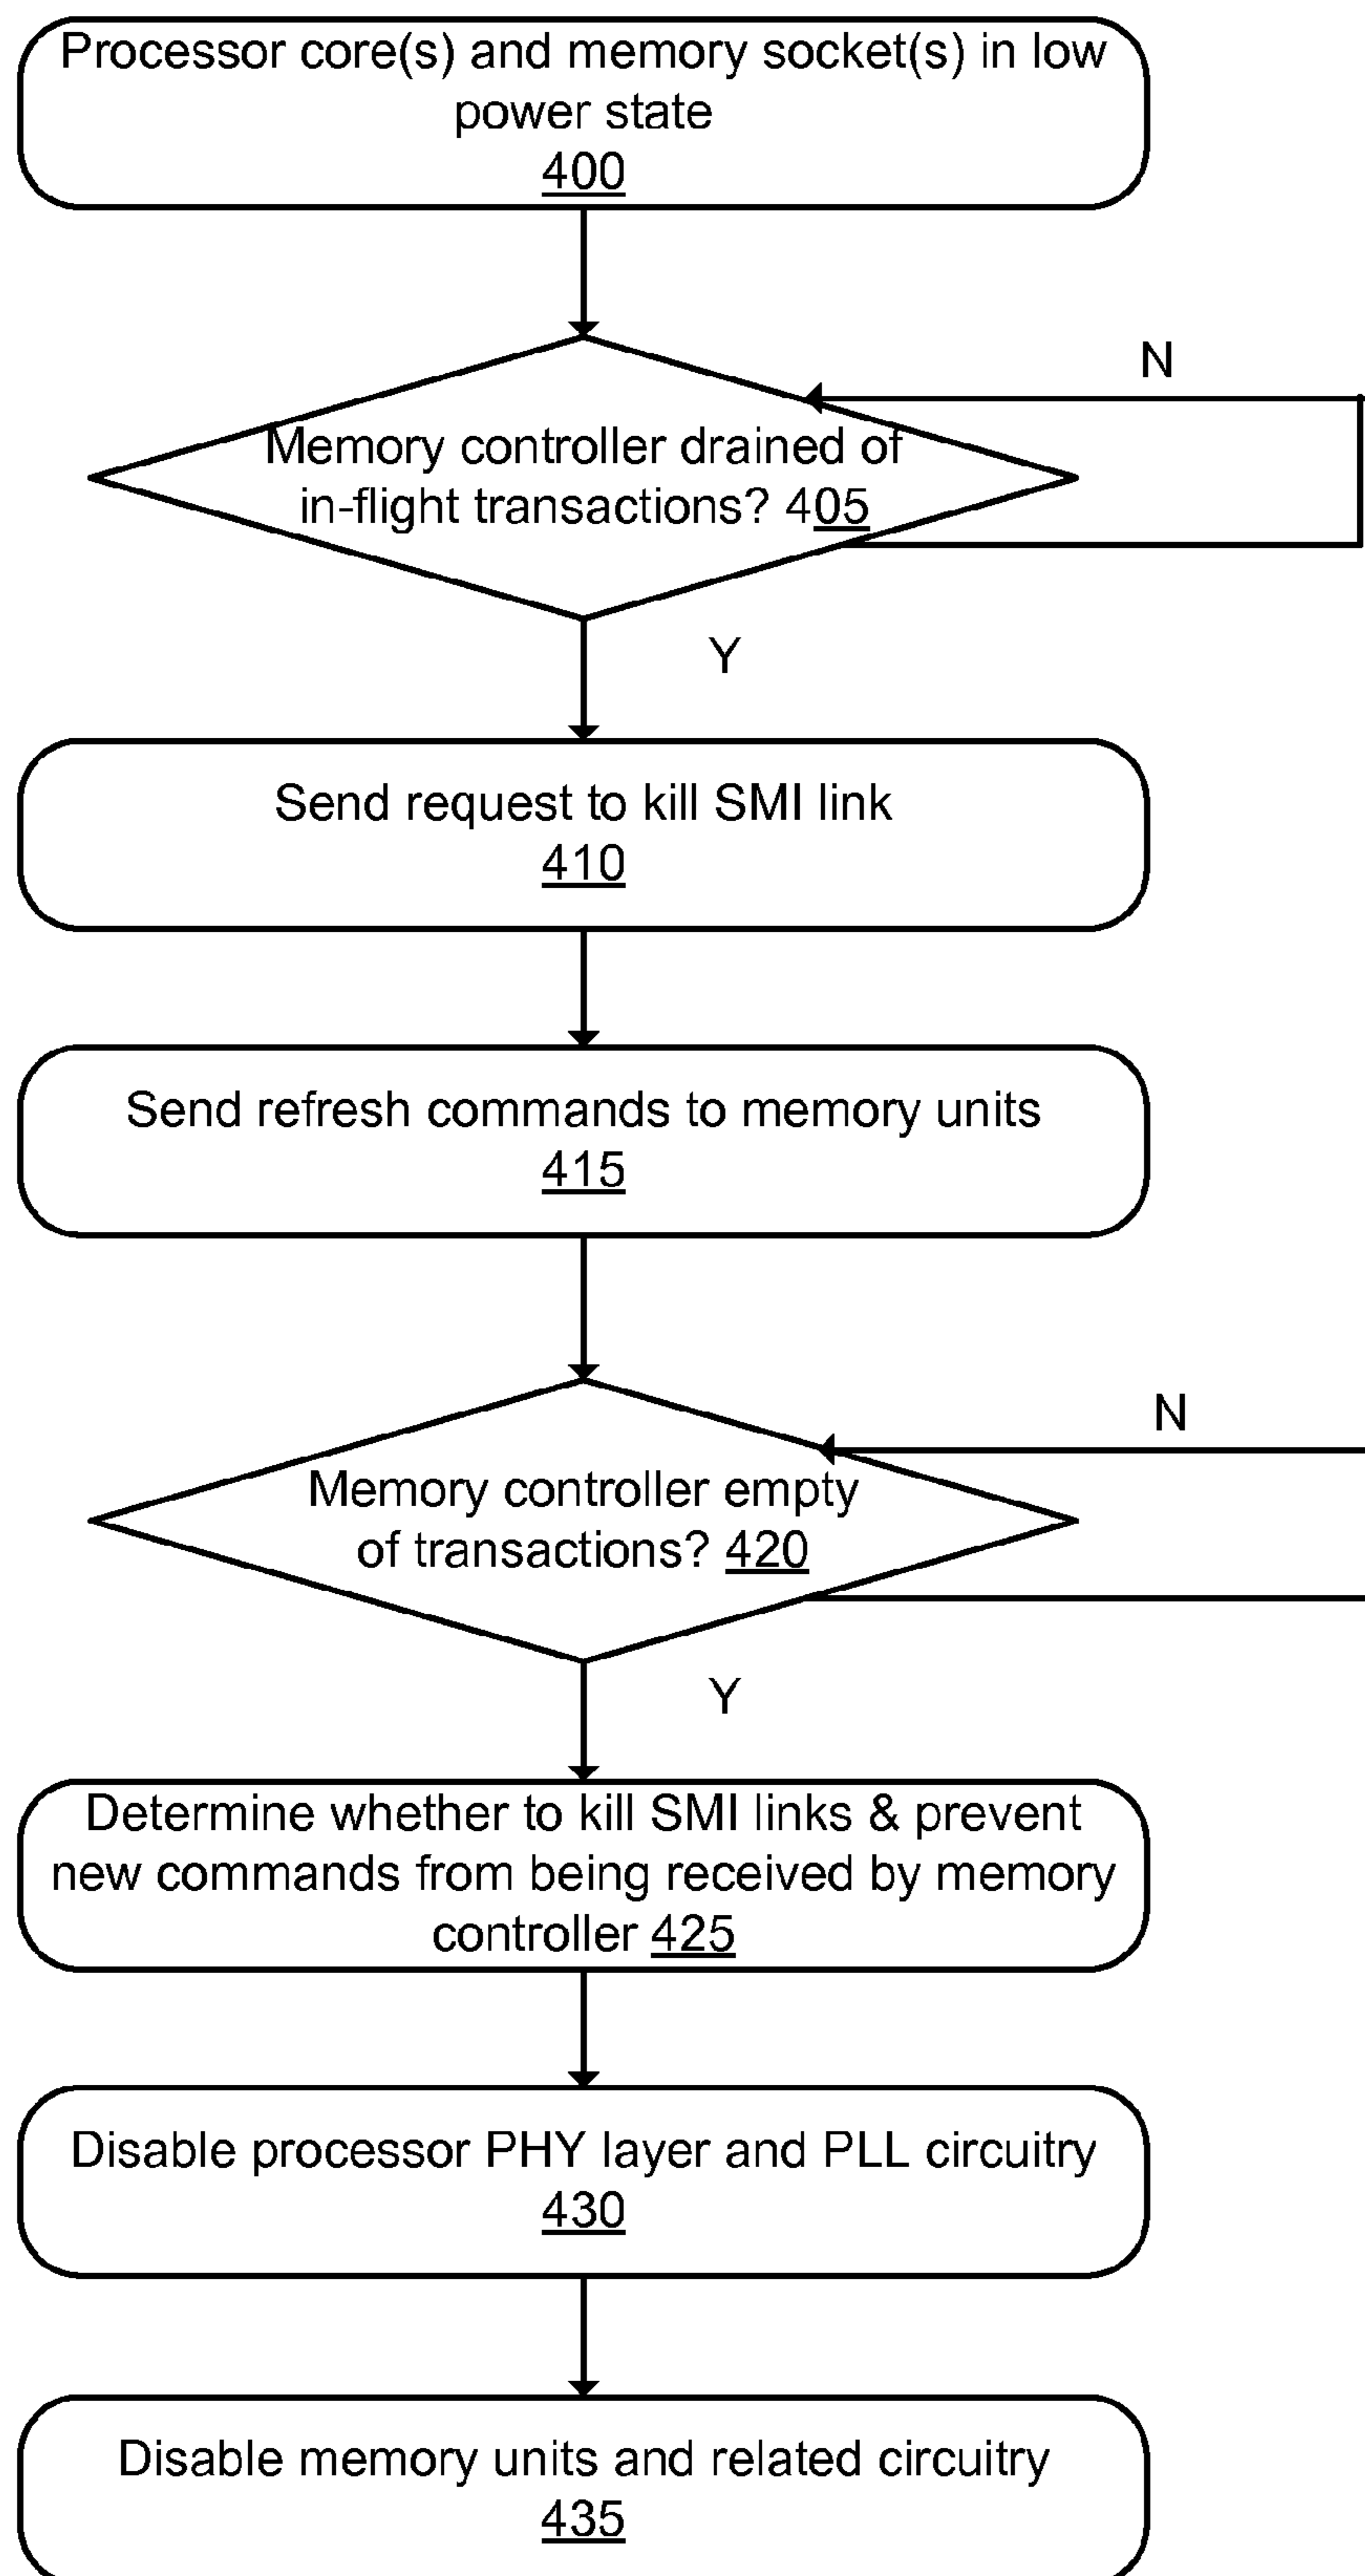 Processor core(s) and memory socket(s) in low
power state
400
N
Memory controller drained of
in-flight transactions? 405
Y
Send request to kill SMI link
410
Send refresh commands to memory units
415
N
Memory controller empty
of transactions? 420
Y
Determine whether to kill SMI links & prevent
new commands from being received by memory
controller 425
Disable processor PHY layer and PLL circuitry
430
Disable memory units and related circuitry
435